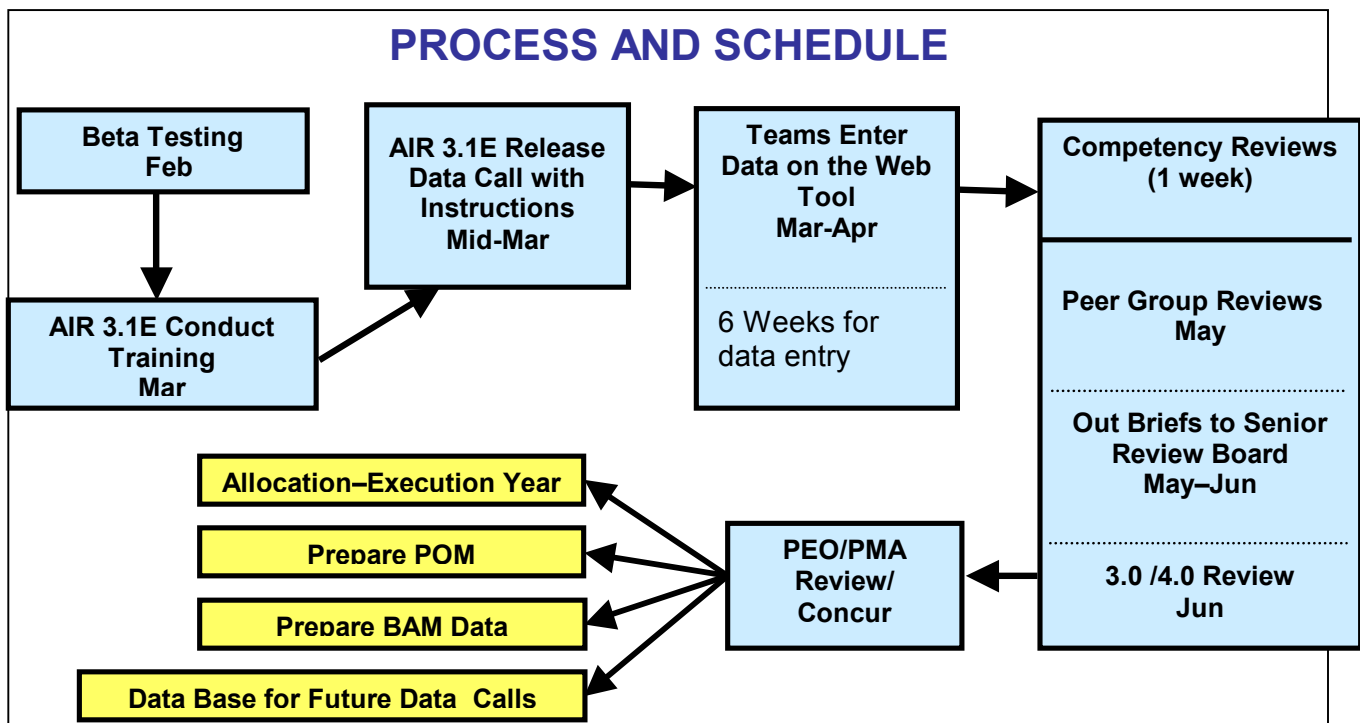 PROCESS AND SCHEDULE
Beta Testing
Feb
AIR 3.1E Conduct
Training
Mar
AIR 3.1E Release
Data Call with
Instructions
Mid-Mar
Teams Enter
Data on the Web
Tool
Mar-Apr
6 Weeks for
data entry
Competency Reviews
(1 week)
Peer Group Reviews
May
Out Briefs to Senior
Review Board
May–Jun
3.0 /4.0 Review
Jun
PEO/PMA
Review/
Concur
Allocation–Execution Year
Prepare POM
Prepare BAM Data
Data Base for Future Data Calls